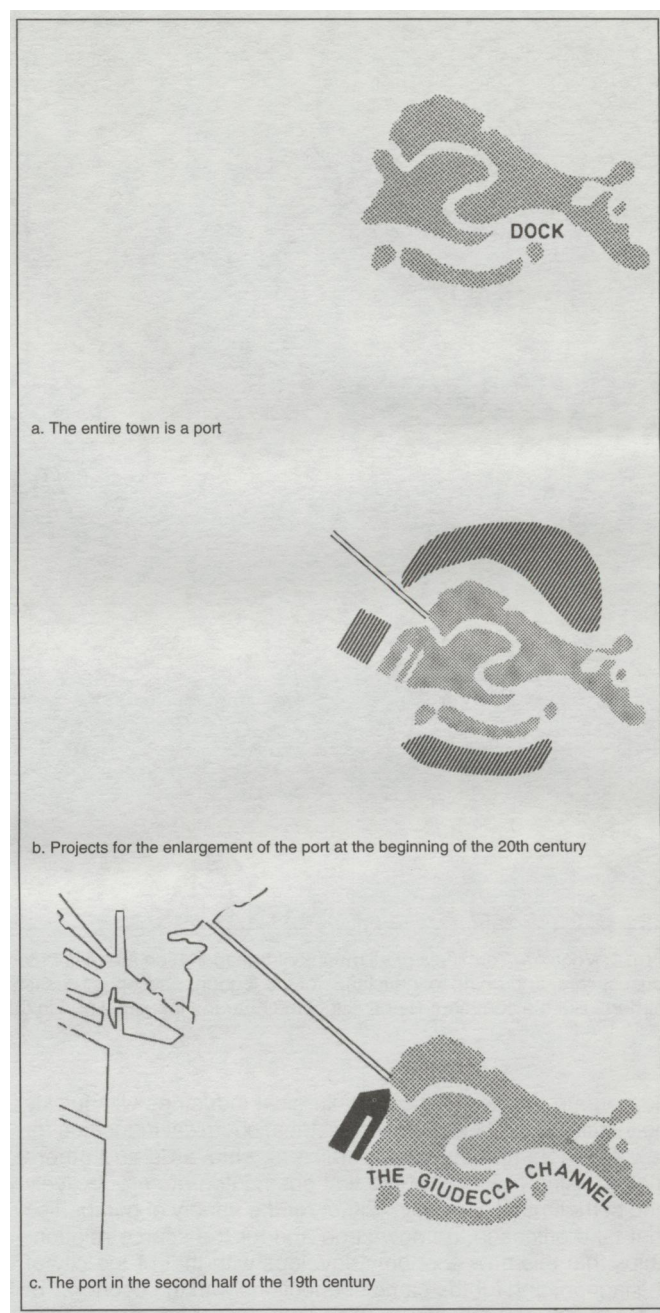 DOCK
a. The entire town is a port
b. Projects for the enlargement of the port at the beginning of the 20th century
THE GIUDECCA CHANNEL
c. The port in the second half of the 19th century